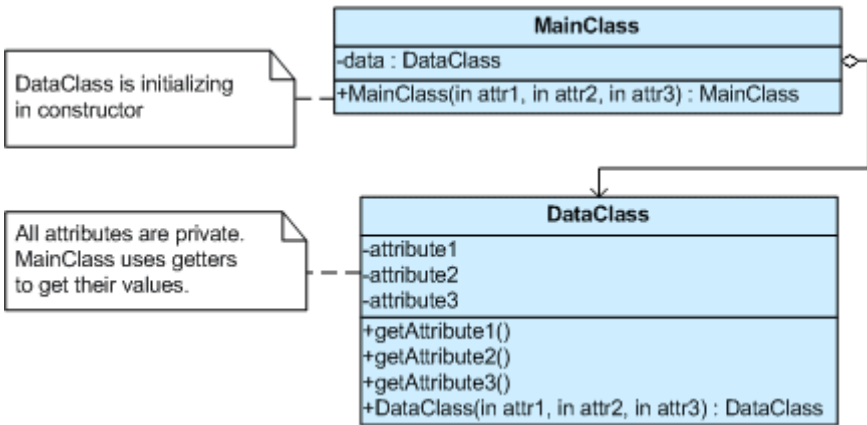 MainClass
-data : DataClass
+MainClass(in attr1, in attr2, in attr3) : MainClass
DataClass is initializing
in constructor
DataClass
-attribute1
-attribute2
-attribute3
+getAttribute1()
+getAttribute2()
+getAttribute3()
+DataClass(in attr1, in attr2, in attr3) : DataClass
All attributes are private.
MainClass uses getters
to get their values.